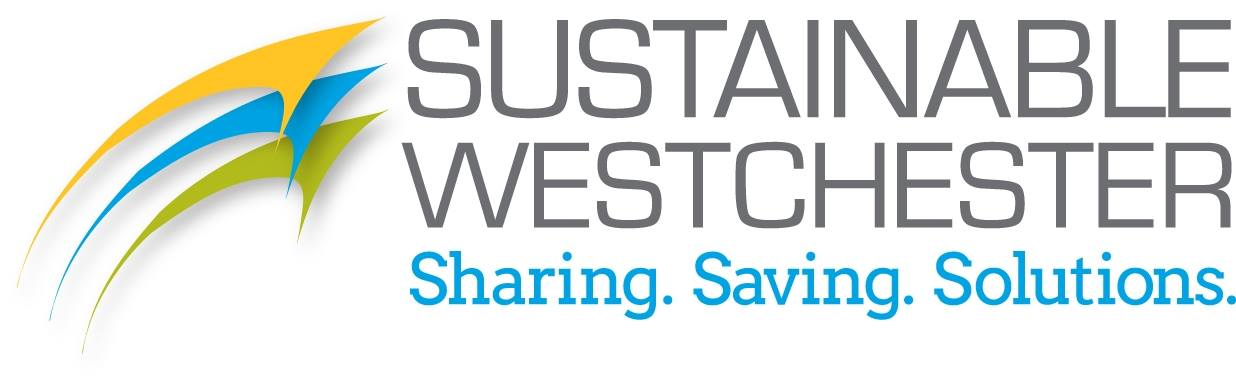 SUSTAINABLE
WESTCHESTER
Sharing. Saving. Solutions.